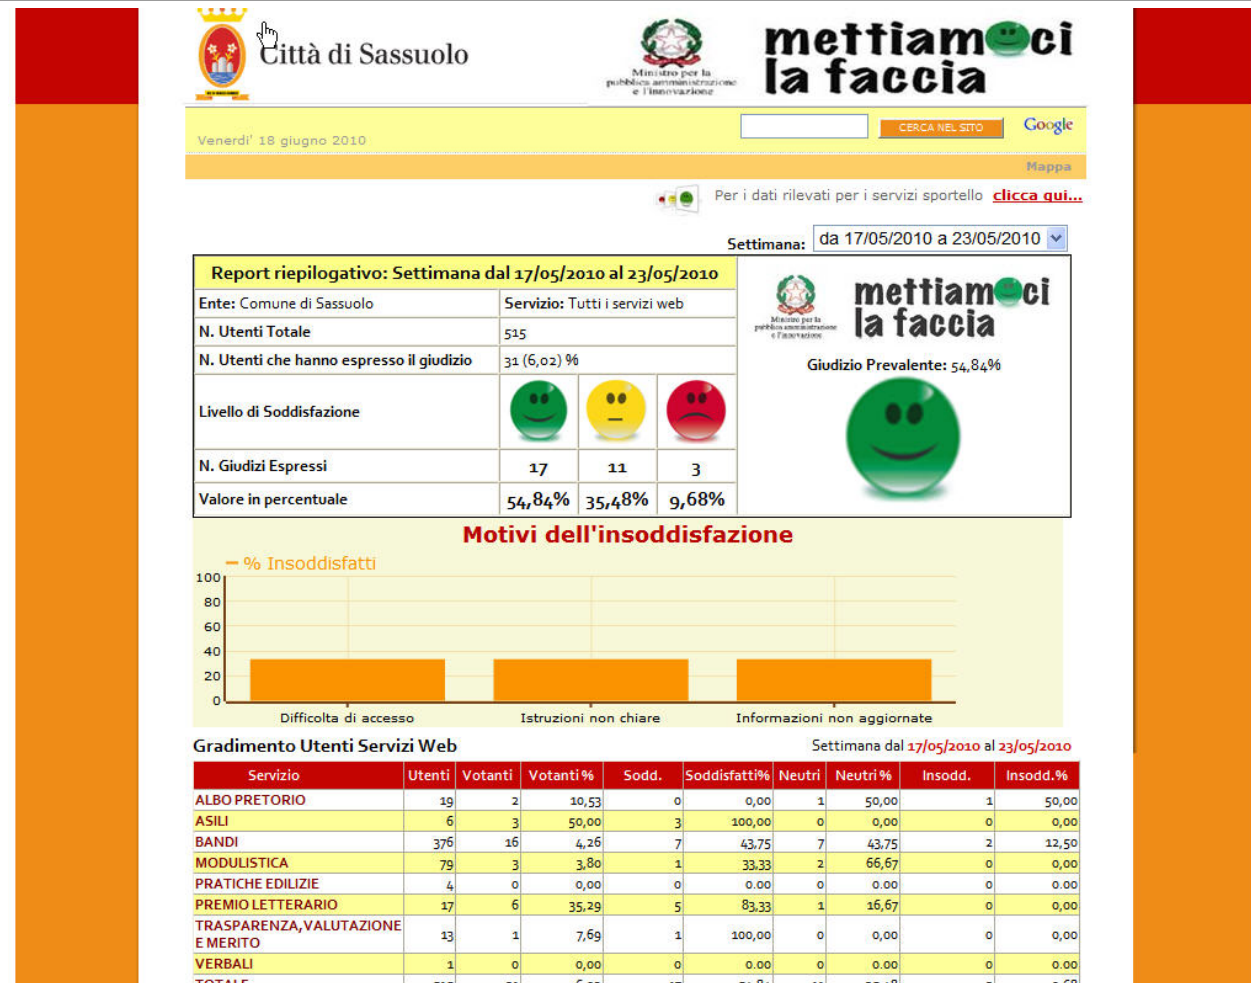 Città di Sassuolo
Ministro per la
pubblica amministrazione
e l'innovazione
mettiamoci
la faccia
Venerdi' 18 giugno 2010
CERCA NEL SITO
Google
Mappa
Per i dati rilevati per i servizi sportello clicca qui...
Settimana: da 17/05/2010 a 23/05/2010
Report riepilogativo: Settimana dal 17/05/2010 al 23/05/2010
Ente: Comune di Sassuolo Servizio: Tutti i servizi web
N. Utenti Totale 515
N. Utenti che hanno espresso il giudizio 31 (6,02) %
Livello di Soddisfazione
N. Giudizi Espressi 17 11 3
Valore in percentuale 54,84% 35,48% 9,68%
Ministro per la
pubblica amministrazione
e l'innovazione
mettiamoci
la faccia
Giudizio Prevalente: 54,84%
Motivi dell'insoddisfazione
% Insoddisfatti
100
80
60
40
20
0
Difficolta di accesso Istruzioni non chiare Informazioni non aggiornate
Gradimento Utenti Servizi Web Settimana dal 17/05/2010 al 23/05/2010
Servizio Utenti Votanti Votanti% Sodd. Soddisfatti% Neutri Neutri% Insodd. Insodd.%
ALBO PRETORIO 19 2 10,53 0 0,00 1 50,00 1 50,00
ASILI 6 3 50,00 3 100,00 0 0,00 0 0,00
BANDI 376 16 4,26 7 43,75 7 43,75 2 12,50
MODULISTICA 79 3 3,80 1 33,33 2 66,67 0 0,00
PRATICHE EDILIZIE 4 0 0,00 0 0.00 0 0.00 0 0.00
PREMIO LETTERARIO 17 6 35,29 5 83,33 1 16,67 0 0,00
TRASPARENZA,VALUTAZIONE
E MERITO 13 1 7,69 1 100,00 0 0,00 0 0,00
VERBALI 1 0 0,00 0 0.00 0 0.00 0 0.00
TOTALE